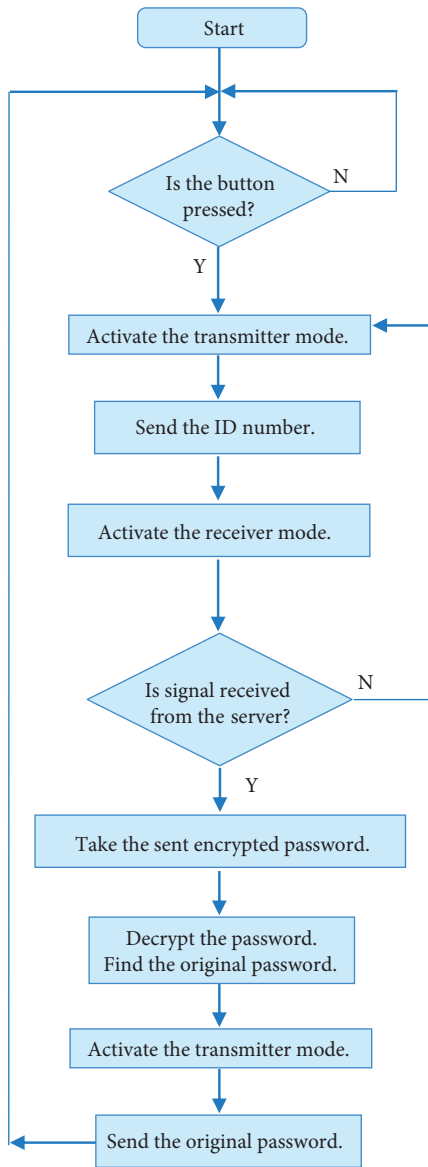 Start
Is the button
pressed?
N
Y
Activate the transmitter mode.
Send the ID number.
Activate the receiver mode.
Is signal received
from the server?
N
Y
Take the sent encrypted password.
Decrypt the password.
Find the original password.
Activate the transmitter mode.
Send the original password.